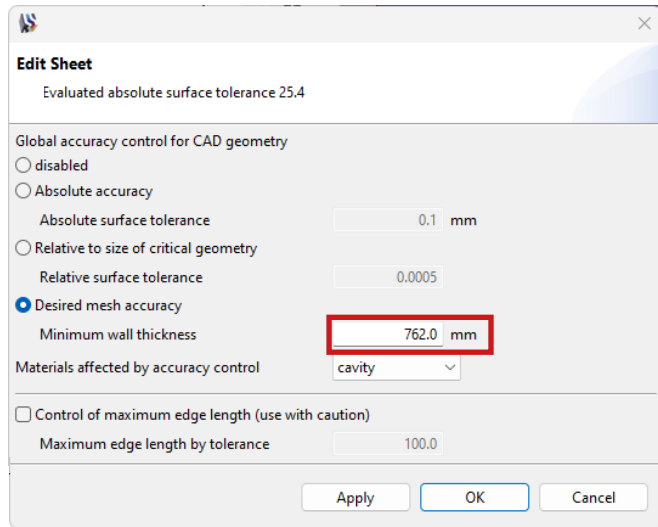 Edit Sheet
Evaluated absolute surface tolerance 25.4
Global accuracy control for CAD geometry
disabled
Absolute accuracy
Absolute surface tolerance 0.1 mm
Relative to size of critical geometry
Relative surface tolerance 0.0005
Desired mesh accuracy
Minimum wall thickness 762.0 mm
Materials affected by accuracy control cavity
Control of maximum edge length (use with caution)
Maximum edge length by tolerance 100.0
Apply OK Cancel